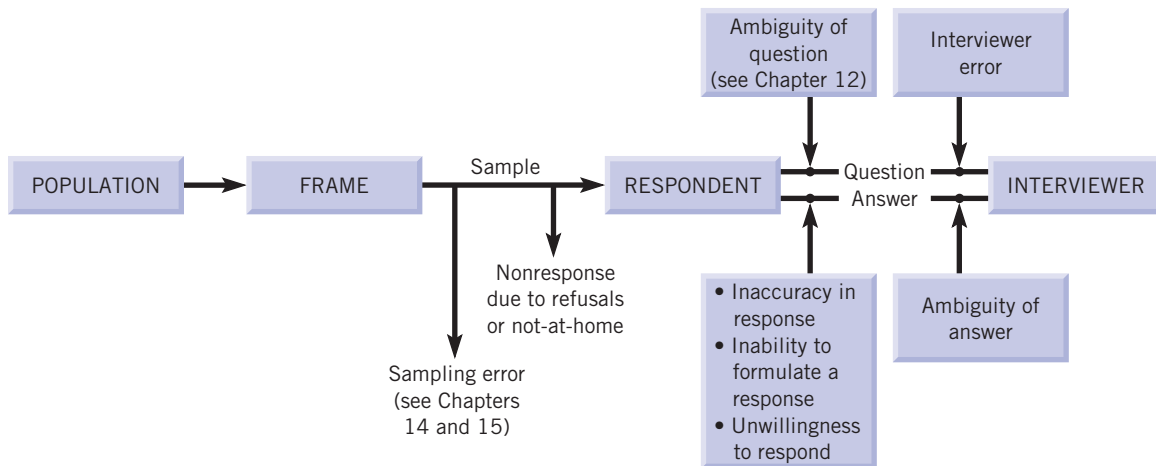 Ambiguity of
question
(see Chapter 12)
Interviewer
error
POPULATION
FRAME
Sample
RESPONDENT
Question
Answer
INTERVIEWER
Nonresponse
due to refusals
or not-at-home
Sampling error
(see Chapters
14 and 15)
• Inaccuracy in
response
• Inability to
formulate a
response
• Unwillingness
to respond
Ambiguity of
answer